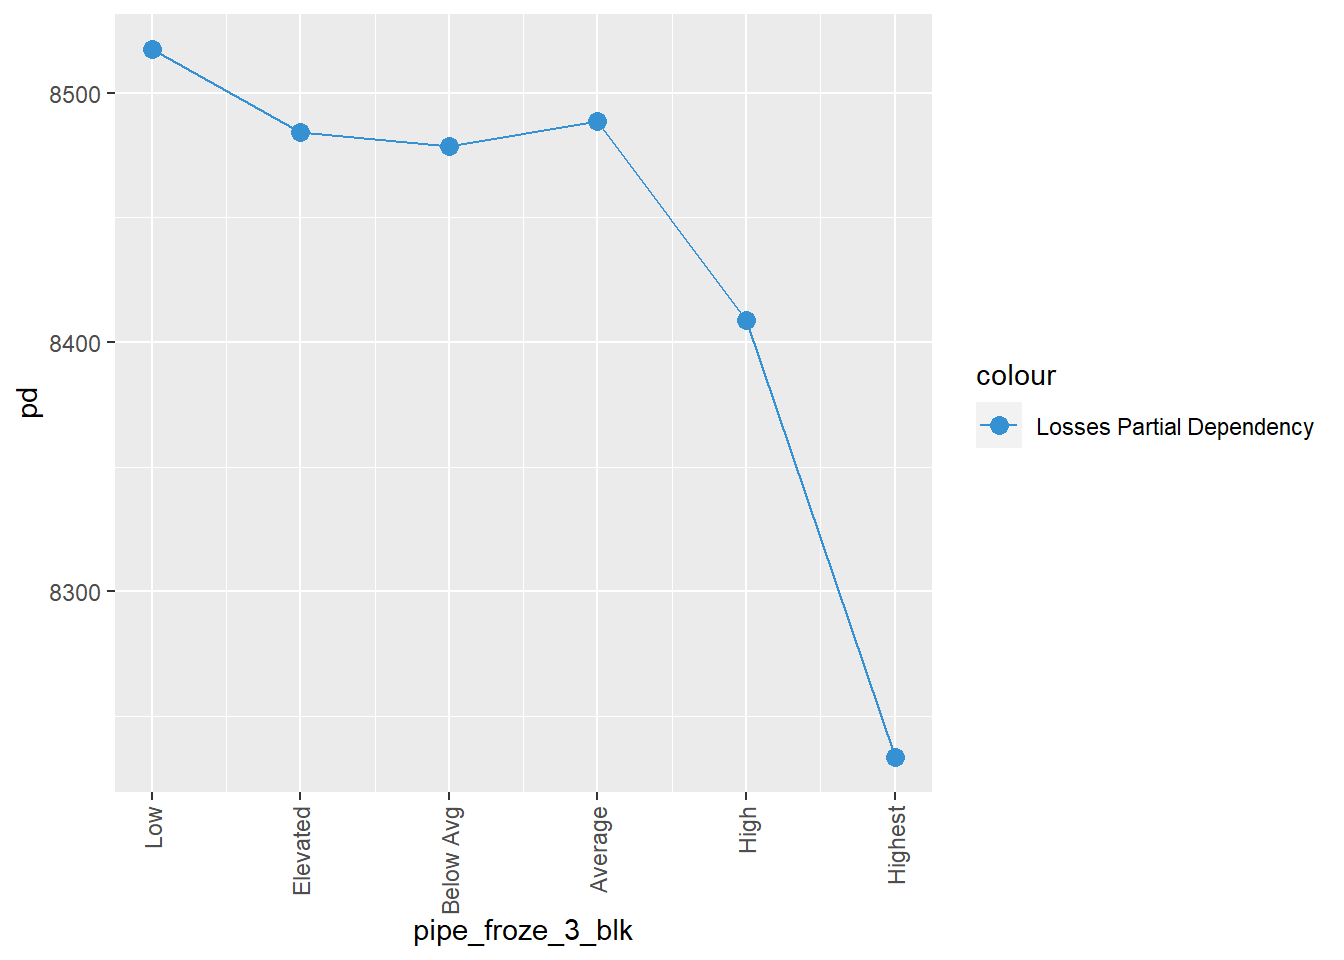 8500
8400
8300
pd
Low
Elevated
Below Avg
Average
High
Highest
pipe_froze_3_blk
colour
Losses Partial Dependency